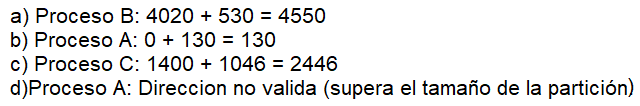 a) Proceso B: 4020 + 530 = 4550
b) Proceso A: 0 + 130 = 130
c) Proceso C: 1400 + 1046 = 2446
d)Proceso A: Direccion no valida (supera el tamaño de la partición)